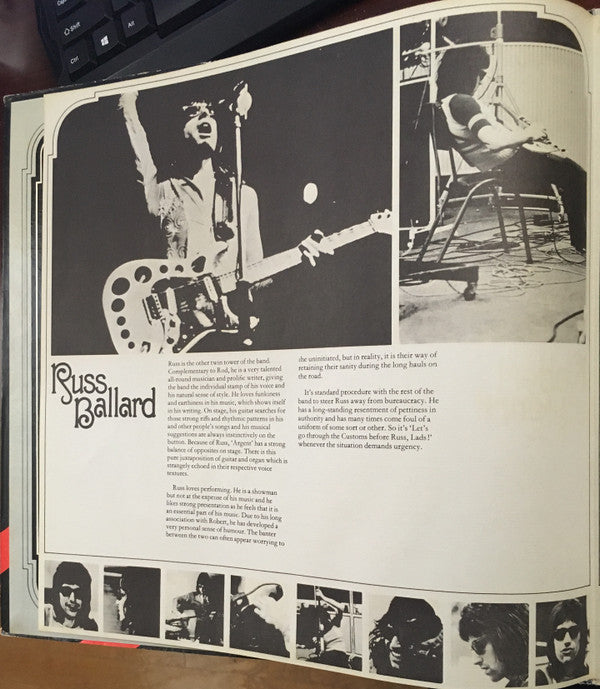 Shift
Ctrl
Alt
Russ
Ballard
Russ is the other twin tower of the band.
Complementary to Rod, he is a very talented
all-round musician and prolific writer, giving
the band the individual stamp of his voice and
his natural sense of style. He loves funkiness
and earthiness in his music, which shows itself
in his writing. On stage, his guitar searches for
those strong riffs and rhythmic patterns in his
and other people's songs and his musical
suggestions are always instinctively on the
button. Because of Russ, 'Argent' has a strong
balance of opposites on stage. There is this
pure juxtaposition of guitar and organ which is
strangely echoed in their respective voice
textures.
Russ loves performing. He is a showman
but not at the expense of his music and he
likes strong presentation as he feels that it is
an essential part of his music. Due to his long
association with Robert, he has developed a
very personal sense of humour. The banter
between the two can often appear worrying to
the uninitiated, but in reality, it is their way of
retaining their sanity during the long hauls on
the road.
It's standard procedure with the rest of the
band to steer Russ away from bureaucracy. He
has a long-standing resentment of pettiness in
authority and has many times come foul of a
uniform of some sort or other. So it's 'Let's
go through the Customs before Russ, Lads!'
whenever the situation demands urgency.